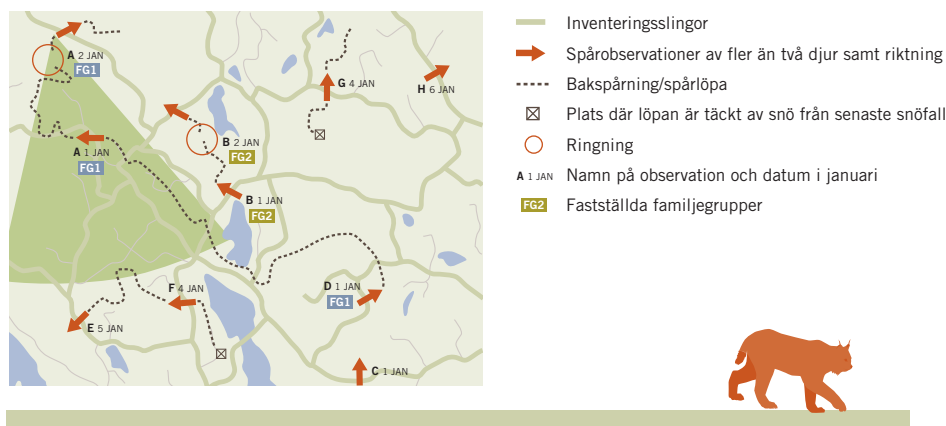 A 2 JAN
FG1
G 4 JAN
H 6 JAN
B 2 JAN
FG2
A 1 JAN
FG1
B 1 JAN
FG2
F 4 JAN
D 1 JAN
FG1
E 5 JAN
C 1 JAN
Inventeringsslingor
Spårobservationer av fler än två djur samt riktning
Bakspårning/spårlöpa
Plats där löpan är täckt av snö från senaste snöfall
Ringning
A 1 JAN Namn på observation och datum i januari
FG2 Fastställda familjegrupper